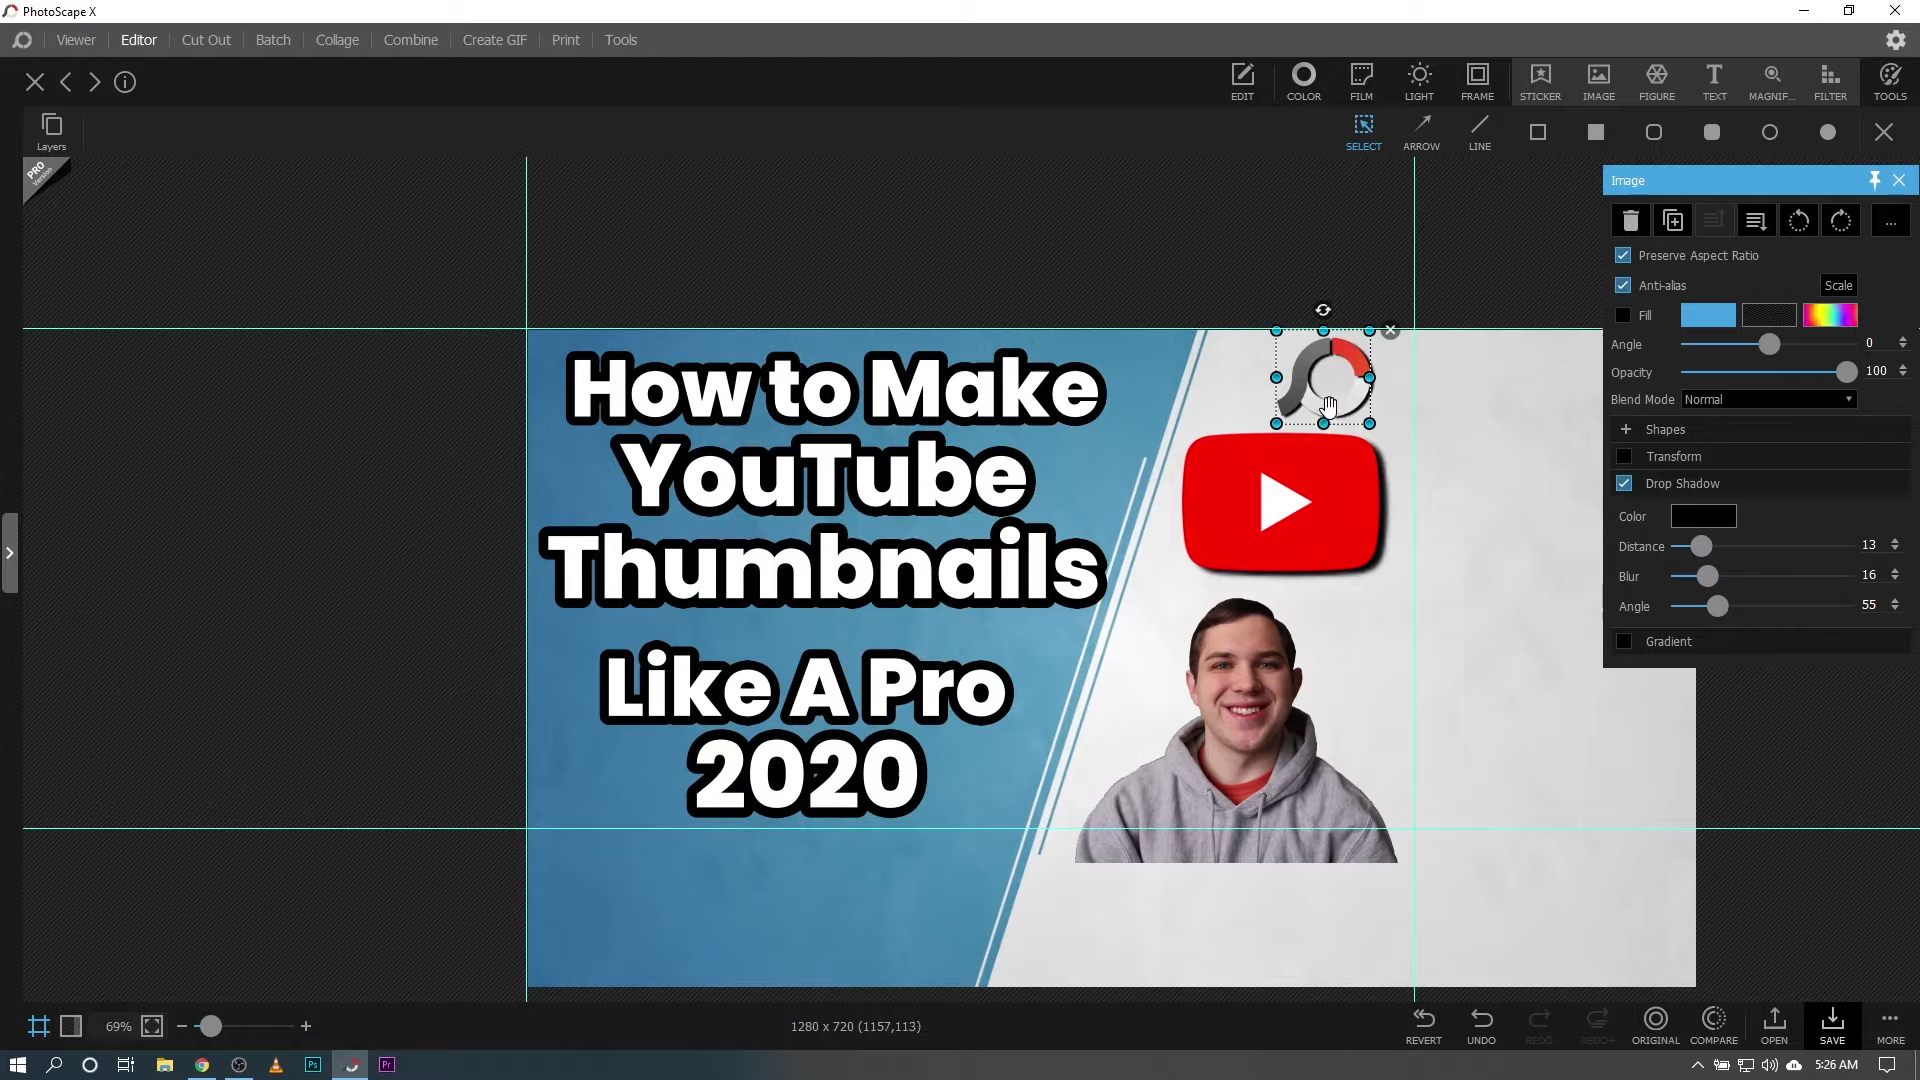 PhotoScape X
Viewer Editor Cut Out Batch Collage Combine Create GIF Print Tools
EDIT COLOR FILM LIGHT FRAME STICKER IMAGE FIGURE TEXT MAGNIF... FILTER TOOLS
Layers SELECT ARROW LINE
PRO
Version
Image
...
Preserve Aspect Ratio
Anti-alias Scale
Fill
Angle 0
Opacity 100
Blend Mode Normal
Shapes
Transform
Drop Shadow
Color
Distance 13
Blur 16
Angle 55
Gradient
How to Make
YouTube
Thumbnails
Like A Pro
2020
69% 1280 x 720 (1157,113)
REVERT UNDO REDO REDO+ ORIGINAL COMPARE OPEN SAVE MORE
Ps Pr 5:26 AM